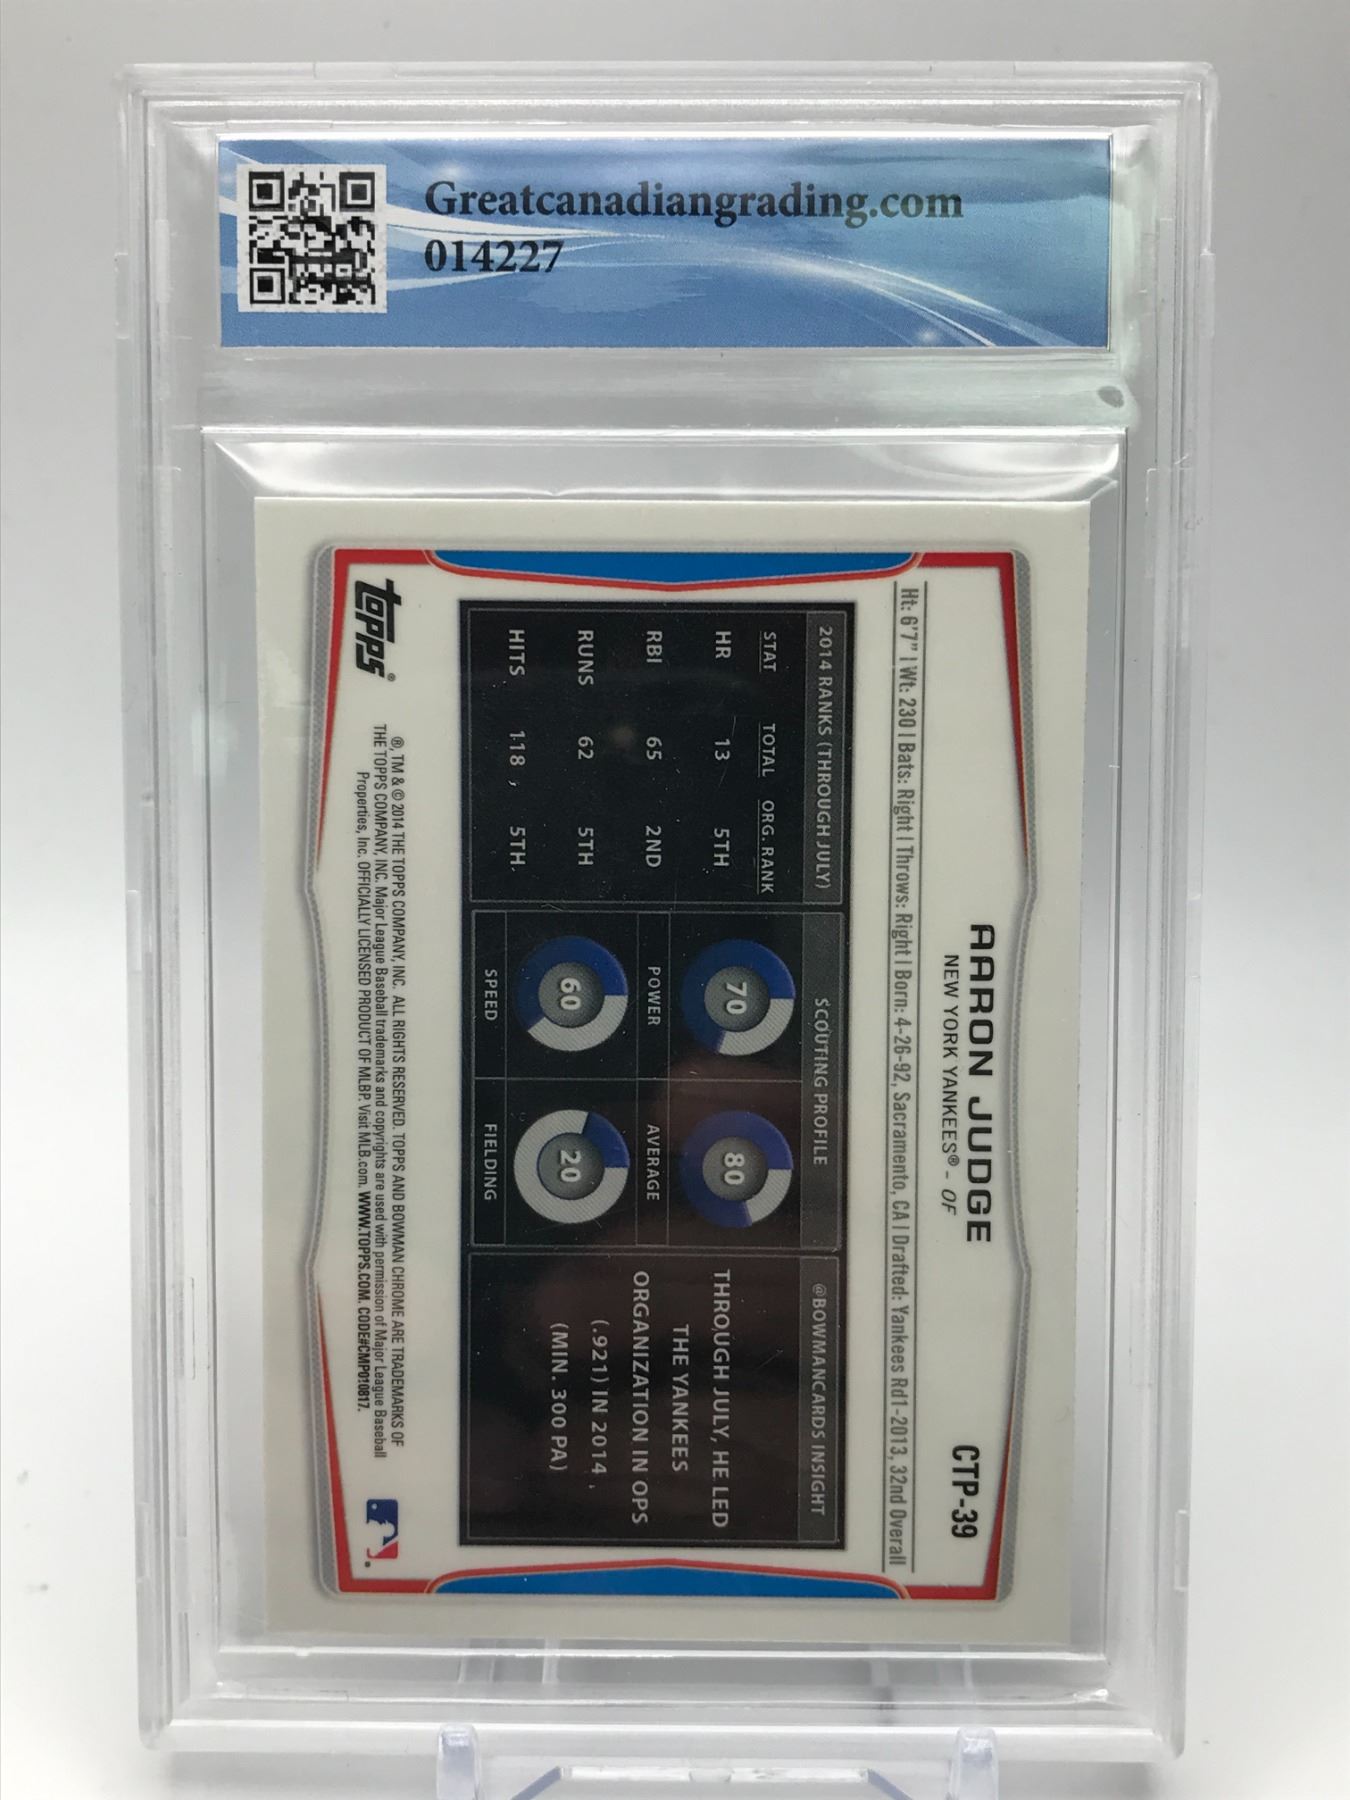 Greatcanadiangrading.com
014227
AARON JUDGE
NEW YORK YANKEES® - OF
CTP-39
Ht: 6'7" | Wt: 230 | Bats: Right | Throws: Right | Born: 4-26-92, Sacramento, CA | Drafted: Yankees Rd1-2013, 32nd Overall
2014 RANKS (THROUGH JULY)
STAT TOTAL ORG. RANK
HR 13 5TH
RBI 65 2ND
RUNS 62 5TH
HITS 118 5TH
SCOUTING PROFILE
70 80
POWER AVERAGE
60 20
SPEED FIELDING
@BOWMANCARDS INSIGHT
THROUGH JULY, HE LED
THE YANKEES
ORGANIZATION IN OPS
(.921) IN 2014
(MIN. 300 PA)
topps®
®, TM & © 2014 THE TOPPS COMPANY, INC. ALL RIGHTS RESERVED. TOPPS AND BOWMAN CHROME ARE TRADEMARKS OF
THE TOPPS COMPANY, INC. Major League Baseball trademarks and copyrights are used with permission of Major League Baseball
Properties, Inc. OFFICIALLY LICENSED PRODUCT OF MLBP. Visit MLB.com. WWW.TOPPS.COM. CODE#CMP010817.